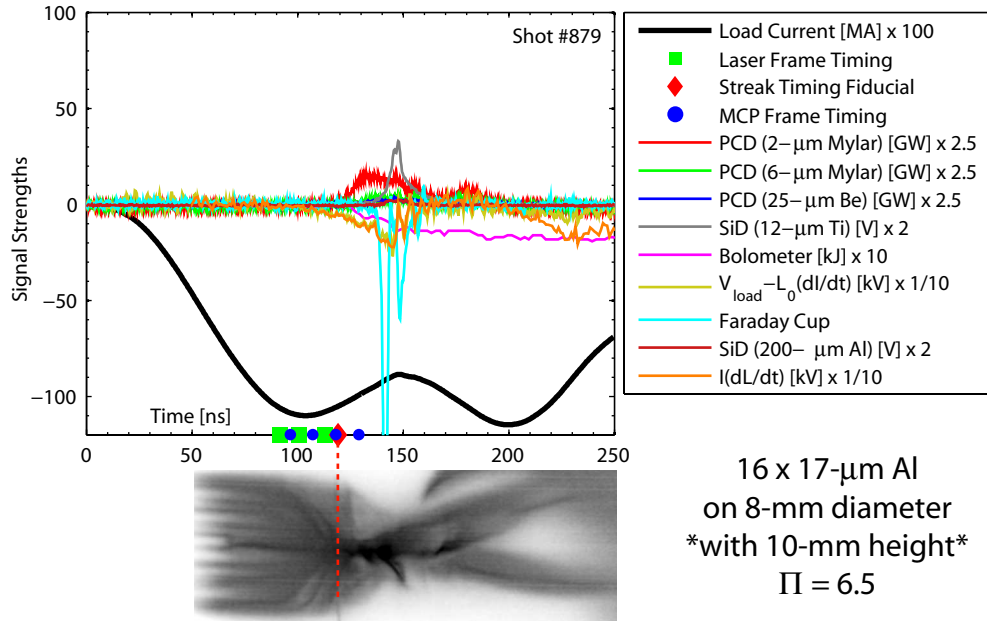 100
50
0
−50
−100
Signal Strengths
Shot #879
Time [ns]
0
50
100
150
200
250
Load Current [MA] x 100
Laser Frame Timing
Streak Timing Fiducial
MCP Frame Timing
PCD (2−μm Mylar) [GW] x 2.5
PCD (6−μm Mylar) [GW] x 2.5
PCD (25−μm Be) [GW] x 2.5
SiD (12−μm Ti) [V] x 2
Bolometer [kJ] x 10
V_load−L_0(dI/dt) [kV] x 1/10
Faraday Cup
SiD (200− μm Al) [V] x 2
I(dL/dt) [kV] x 1/10
16 x 17-μm Al
on 8-mm diameter
*with 10-mm height*
Π = 6.5